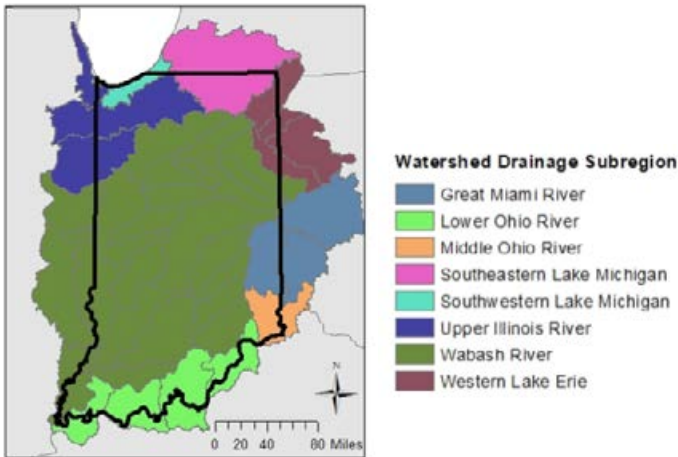 Watershed Drainage Subregion
Great Miami River
Lower Ohio River
Middle Ohio River
Southeastern Lake Michigan
Southwestern Lake Michigan
Upper Illinois River
Wabash River
Western Lake Erie
N
0 20 40 80 Miles